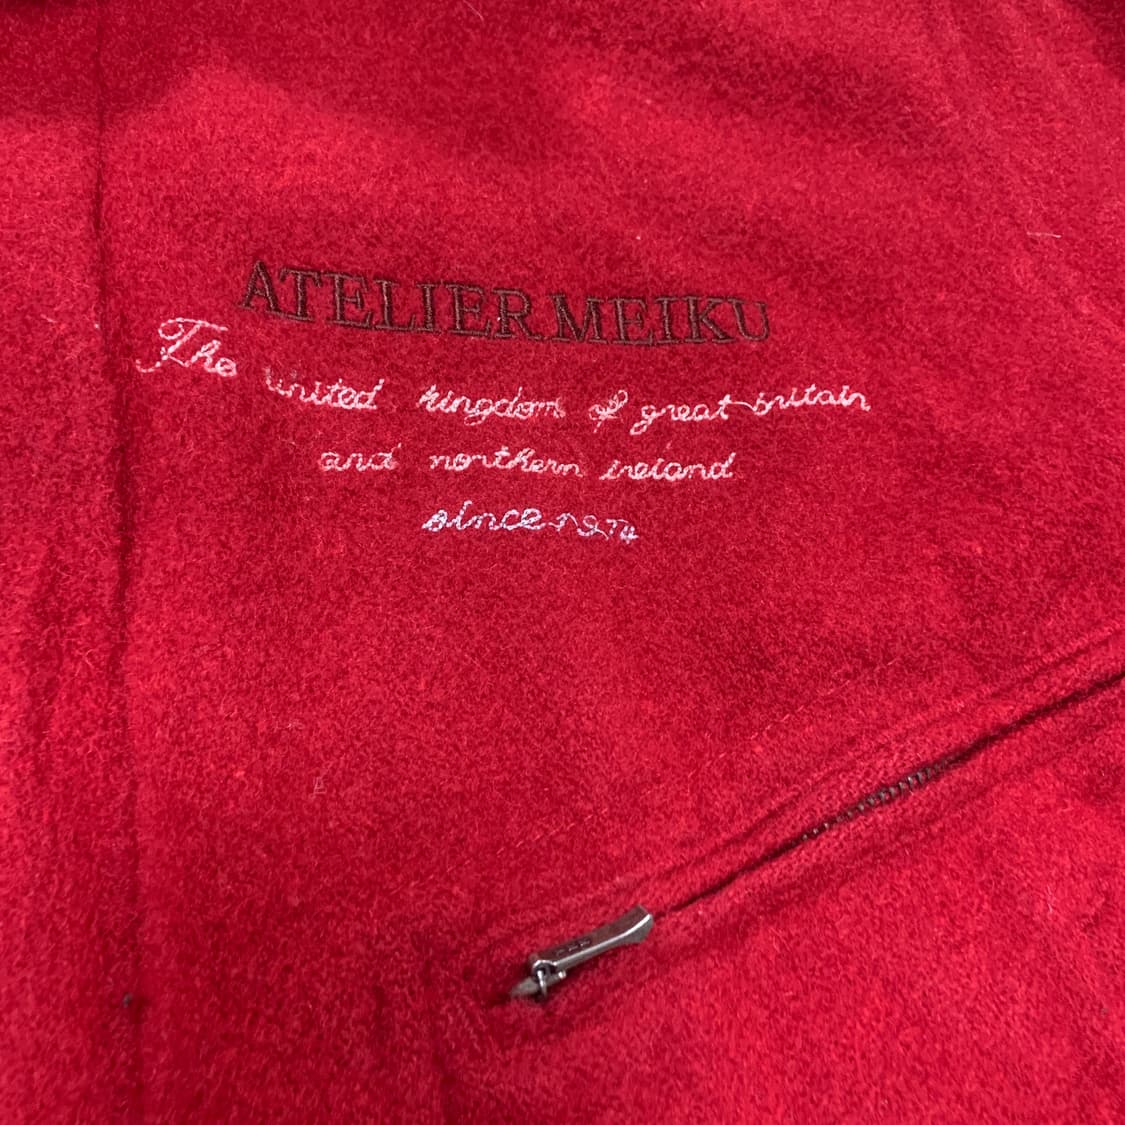 ATELIER MEIKU
The united kingdom of great britain
and northern ireland
since 1974